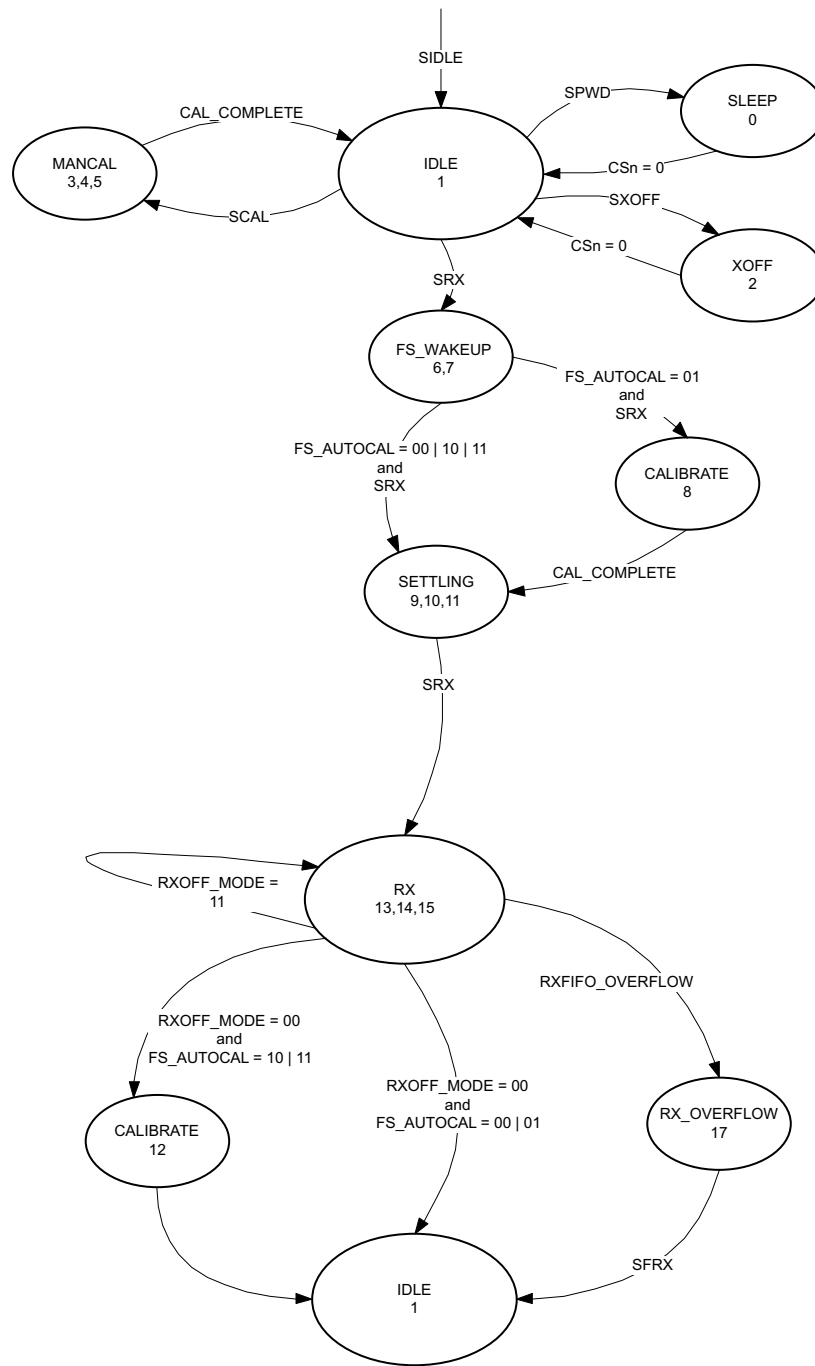 SIDLE
SPWD
SLEEP
0
CAL_COMPLETE
MANCAL
3,4,5
IDLE
1
CSn = 0
SXOFF
SCAL
CSn = 0
XOFF
2
SRX
FS_WAKEUP
6,7
FS_AUTOCAL = 01
and
SRX
FS_AUTOCAL = 00 | 10 | 11
and
SRX
CALIBRATE
8
SETTLING
9,10,11
CAL_COMPLETE
SRX
RXOFF_MODE =
11
RX
13,14,15
RXFIFO_OVERFLOW
RXOFF_MODE = 00
and
FS_AUTOCAL = 10 | 11
RXOFF_MODE = 00
and
FS_AUTOCAL = 00 | 01
CALIBRATE
12
RX_OVERFLOW
17
SFRX
IDLE
1